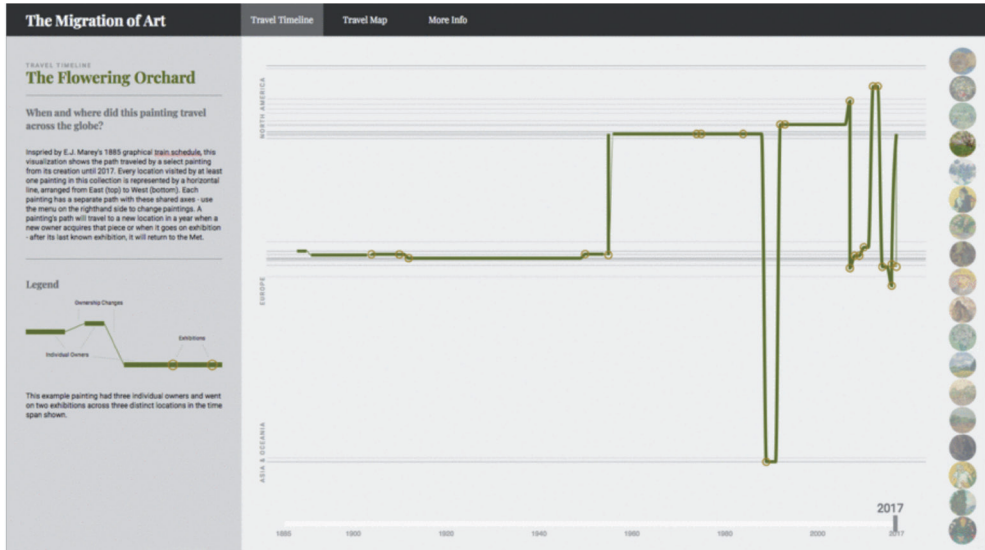 The Migration of Art
Travel Timeline
Travel Map
More Info
TRAVEL TIMELINE
The Flowering Orchard
When and where did this painting travel
across the globe?
Inspried by E.J. Marey's 1885 graphical train schedule, this
visualization shows the path traveled by a select painting
from its creation until 2017. Every location visited by at least
one painting in this collection is represented by a horizontal
line, arranged from East (top) to West (bottom). Each
painting has a separate path with these shared axes - use
the menu on the righthand side to change paintings. A
painting's path will travel to a new location in a year when a
new owner acquires that piece or when it goes on exhibition
- after its last known exhibition, it will return to the Met.
Legend
Ownership Changes
Exhibitions
Individual Owners
This example painting had three individual owners and went
on two exhibitions across three distinct locations in the time
span shown.
NORTH AMERICA
EUROPE
ASIA & OCEANIA
2017
1885
1900
1920
1940
1960
1980
2000
2017